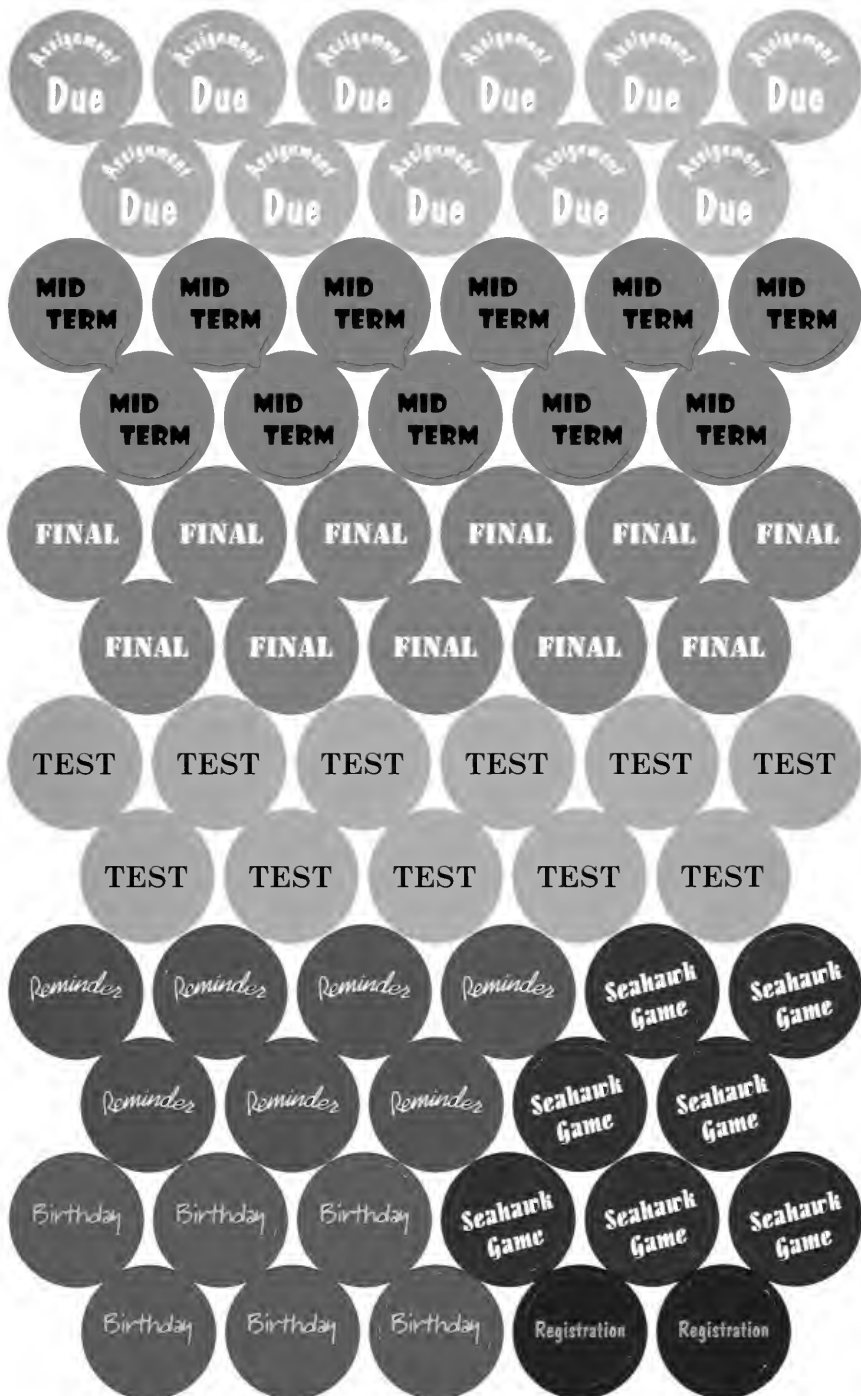 Assignment Due Assignment Due Assignment Due Assignment Due Assignment Due Assignment Due
Assignment Due Assignment Due Assignment Due Assignment Due Assignment Due
MID TERM MID TERM MID TERM MID TERM MID TERM MID TERM
MID TERM MID TERM MID TERM MID TERM MID TERM
FINAL FINAL FINAL FINAL FINAL FINAL
FINAL FINAL FINAL FINAL FINAL
TEST TEST TEST TEST TEST TEST
TEST TEST TEST TEST TEST
Reminder Reminder Reminder Reminder Seahawk Game Seahawk Game
Reminder Reminder Reminder Seahawk Game Seahawk Game
Birthday Birthday Birthday Seahawk Game Seahawk Game Seahawk Game
Birthday Birthday Birthday Registration Registration